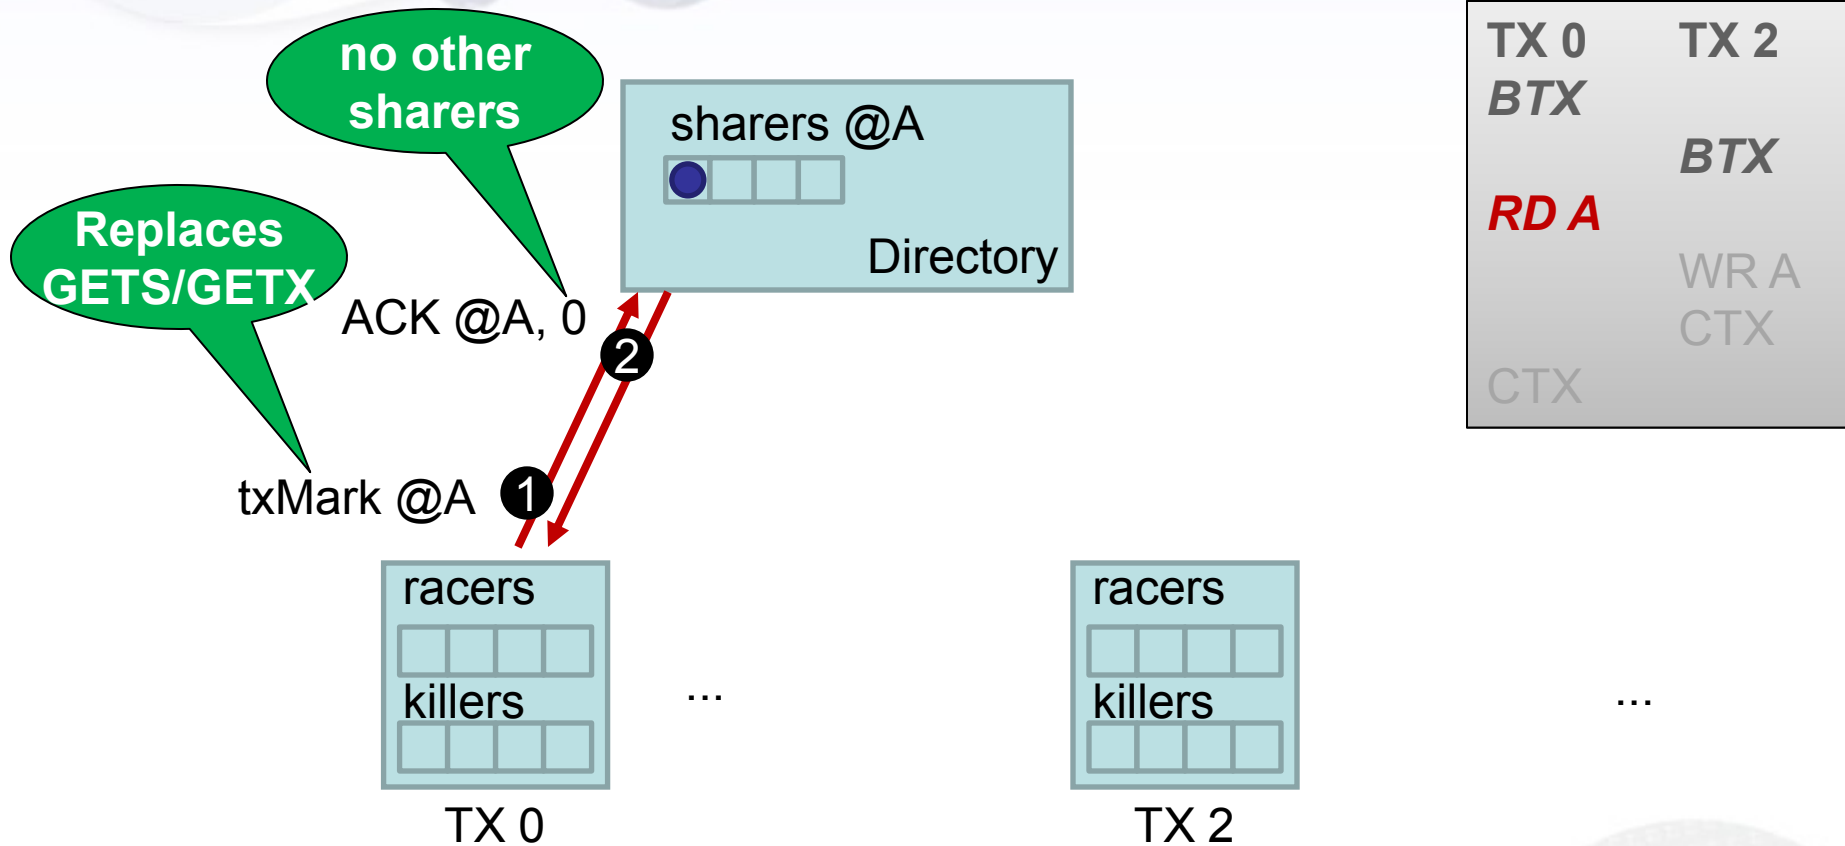 no other
sharers
sharers @A
Directory
Replaces
GETS/GETX
ACK @A, 0
2
txMark @A
1
racers
killers
TX 0
...
racers
killers
TX 2
...
TX 0 TX 2
BTX
BTX
RD A
WR A
CTX
CTX